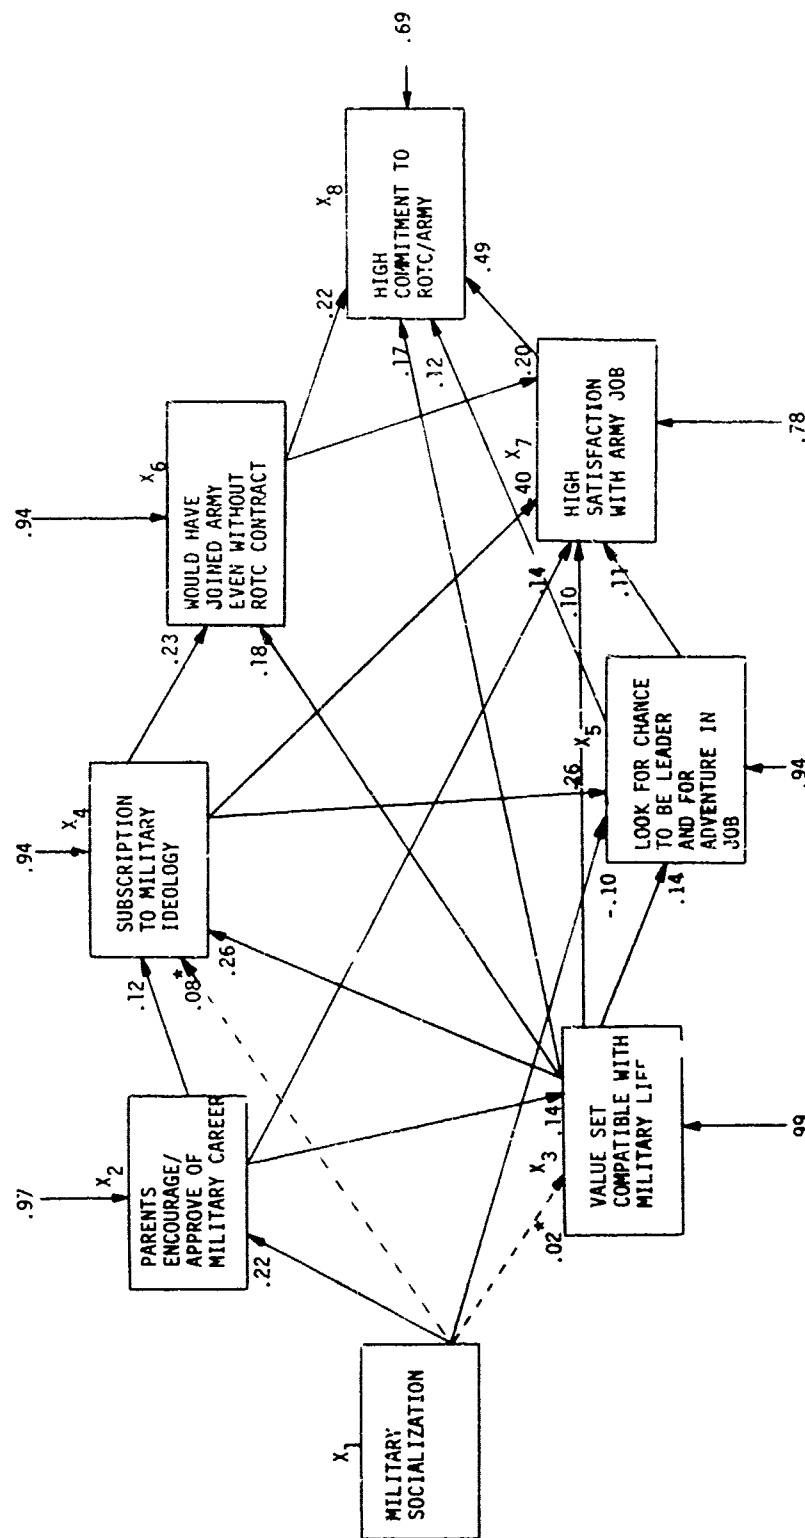 X1
MILITARY
SOCIALIZATION
.97
X2
PARENTS
ENCOURAGE/
APPROVE OF
MILITARY CAREER
.22
.02*
X3
.14
VALUE SET
COMPATIBLE WITH
MILITARY LIFE
.99
.94
X4
SUBSCRIPTION
TO MILITARY
IDEOLOGY
.12
.08*
.26
.26
X5
LOOK FOR CHANCE
TO BE LEADER
AND FOR
ADVENTURE IN
JOB
-.10
.14
.94
.94
X6
WOULD HAVE
JOINED ARMY
EVEN WITHOUT
ROTC CONTRACT
.23
.18
.40
X7
.20
HIGH
SATISFACTION
WITH ARMY JOB
.14
.10
.11
.78
X8
HIGH
COMMITMENT TO
ROTC/ARMY
.22
.17
.12
.49
.69